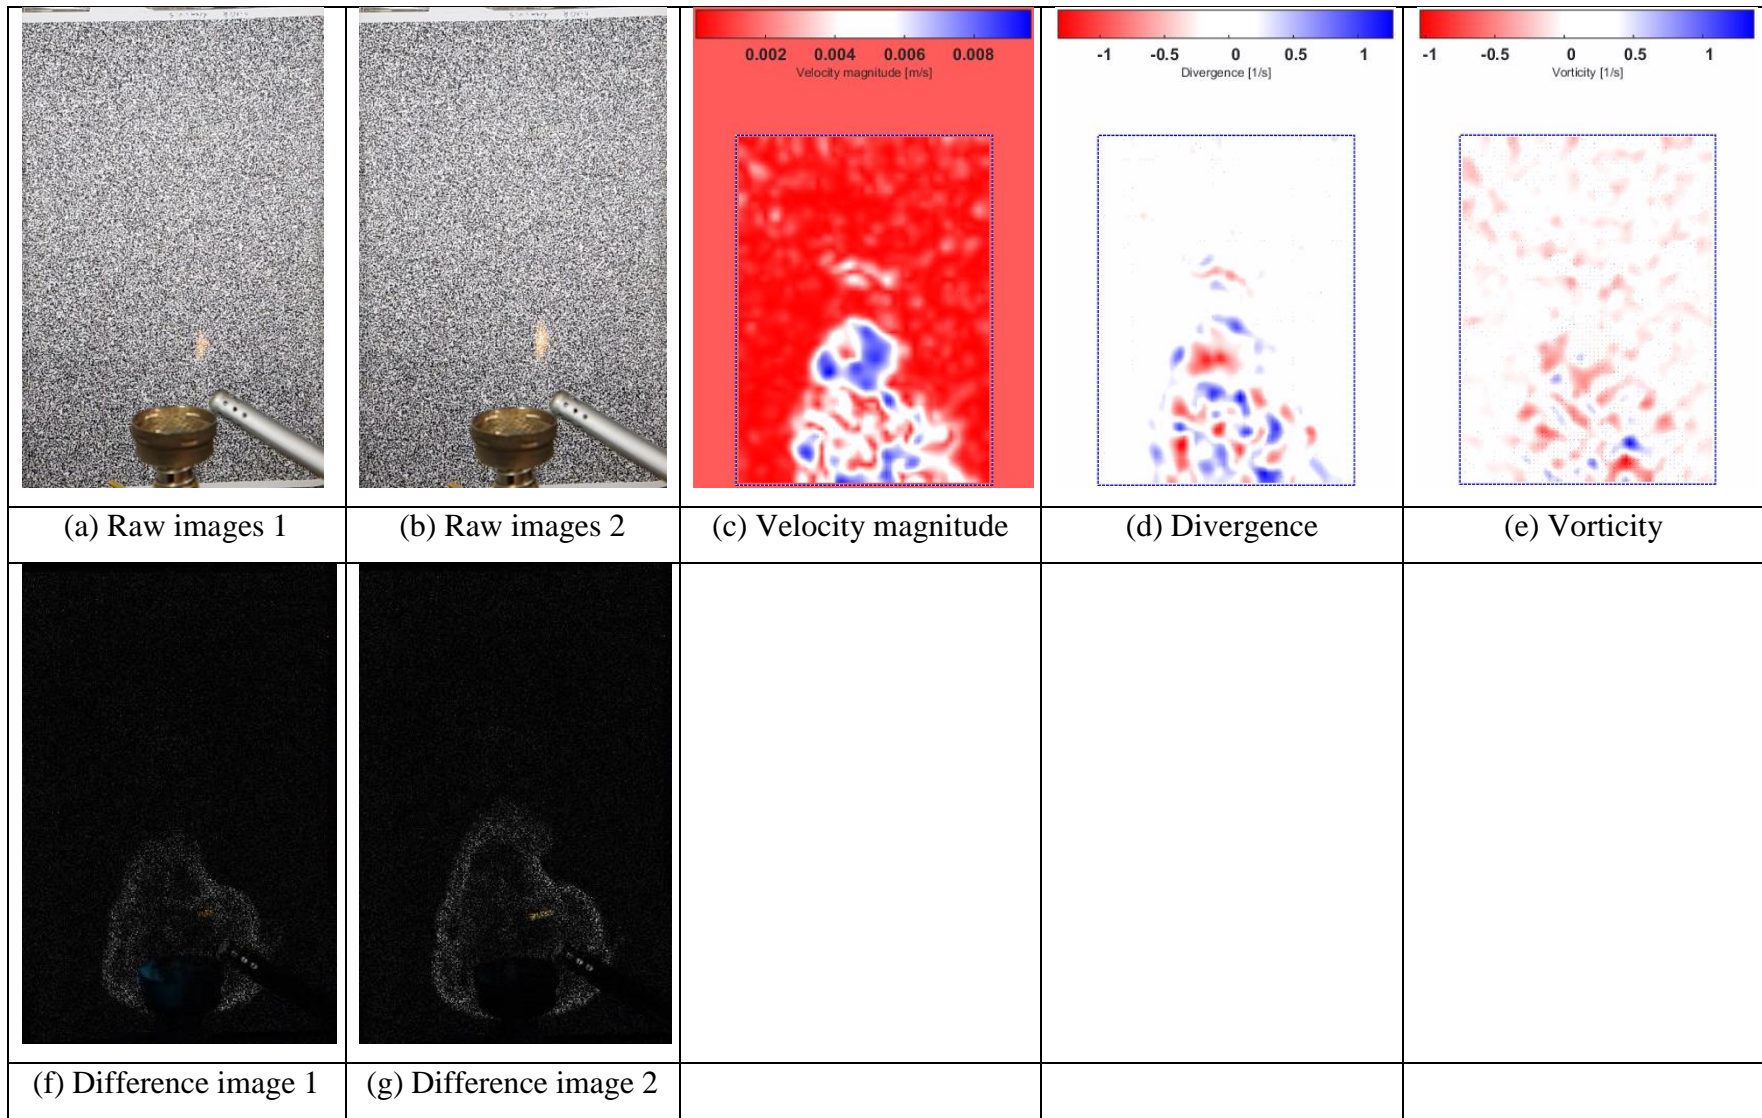 0.002 0.004 0.006 0.008
Velocity magnitude [m/s]
-1 -0.5 0 0.5 1
Divergence [1/s]
-1 -0.5 0 0.5 1
Vorticity [1/s]
(a) Raw images 1
(b) Raw images 2
(c) Velocity magnitude
(d) Divergence
(e) Vorticity
(f) Difference image 1
(g) Difference image 2